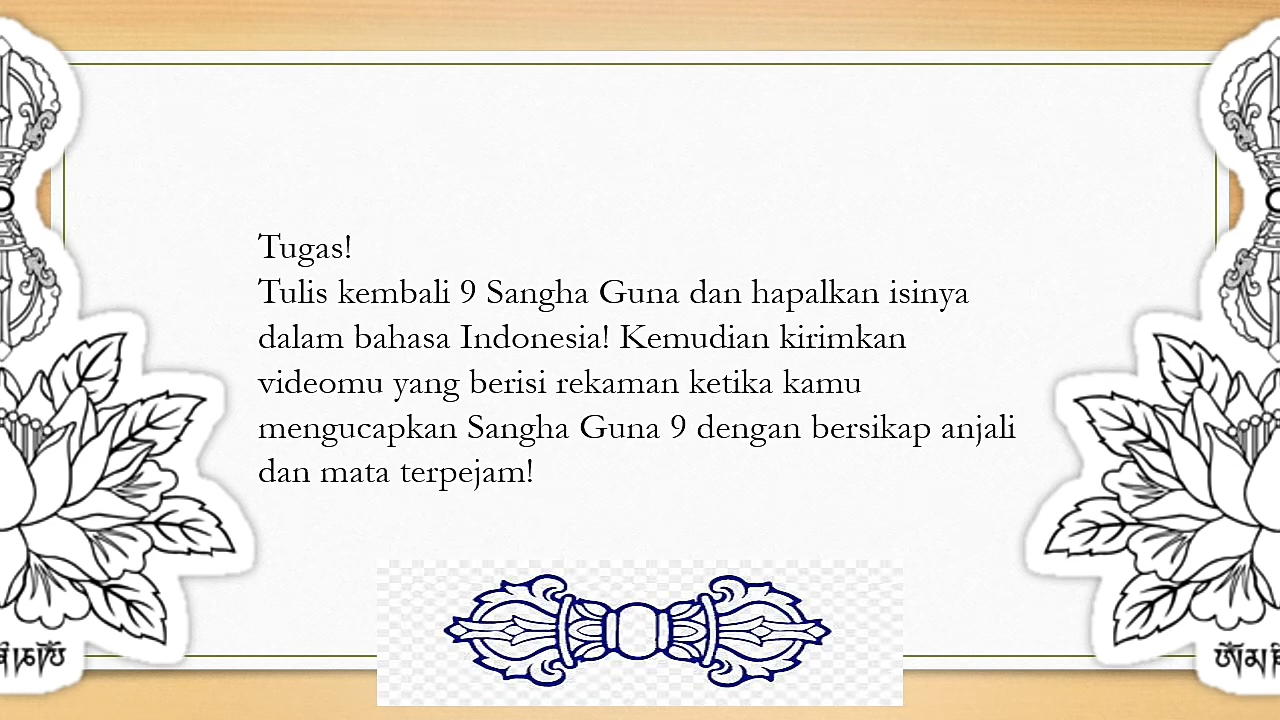 Tugas!
Tulis kembali 9 Sangha Guna dan hapalkan isinya
dalam bahasa Indonesia! Kemudian kirimkan
videomu yang berisi rekaman ketika kamu
mengucapkan Sangha Guna 9 dengan bersikap anjali
dan mata terpejam!